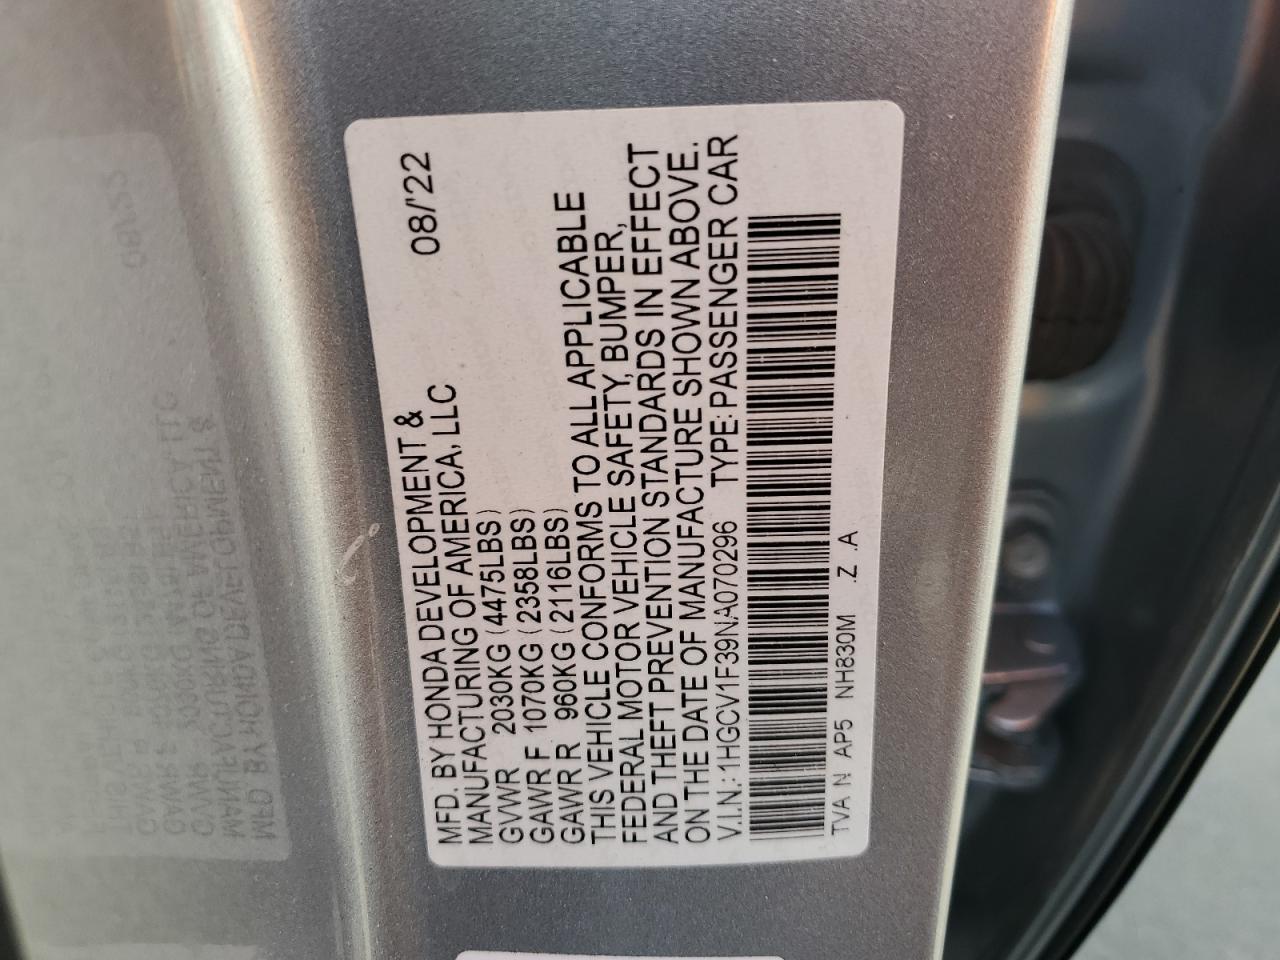 MFD. BY HONDA DEVELOPMENT &
MANUFACTURING OF AMERICA, LLC 08/'22
GVWR 2030KG (4475LBS)
GAWR F 1070KG (2358LBS)
GAWR R 960KG (2116LBS)
THIS VEHICLE CONFORMS TO ALL APPLICABLE
FEDERAL MOTOR VEHICLE SAFETY, BUMPER,
AND THEFT PREVENTION STANDARDS IN EFFECT
ON THE DATE OF MANUFACTURE SHOWN ABOVE.
V.I.N.: 1HGCV1F39NA070296 TYPE: PASSENGER CAR
TVA N AP5 NH830M .Z .A